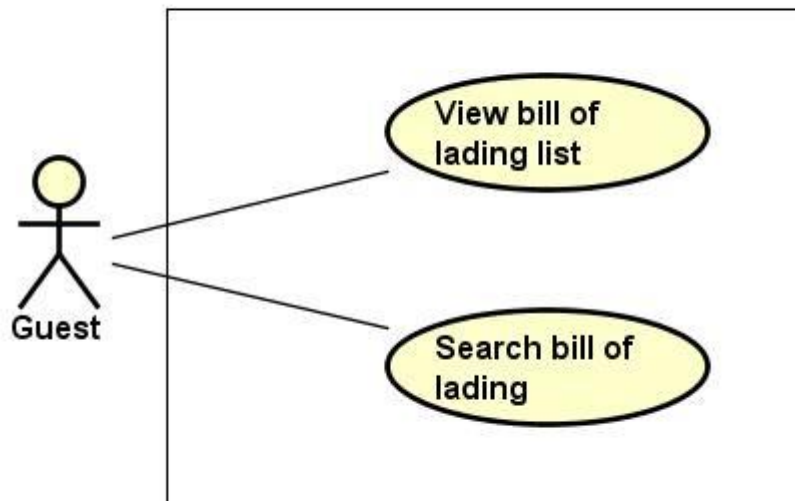 View bill of
lading list
Guest
Search bill of
lading